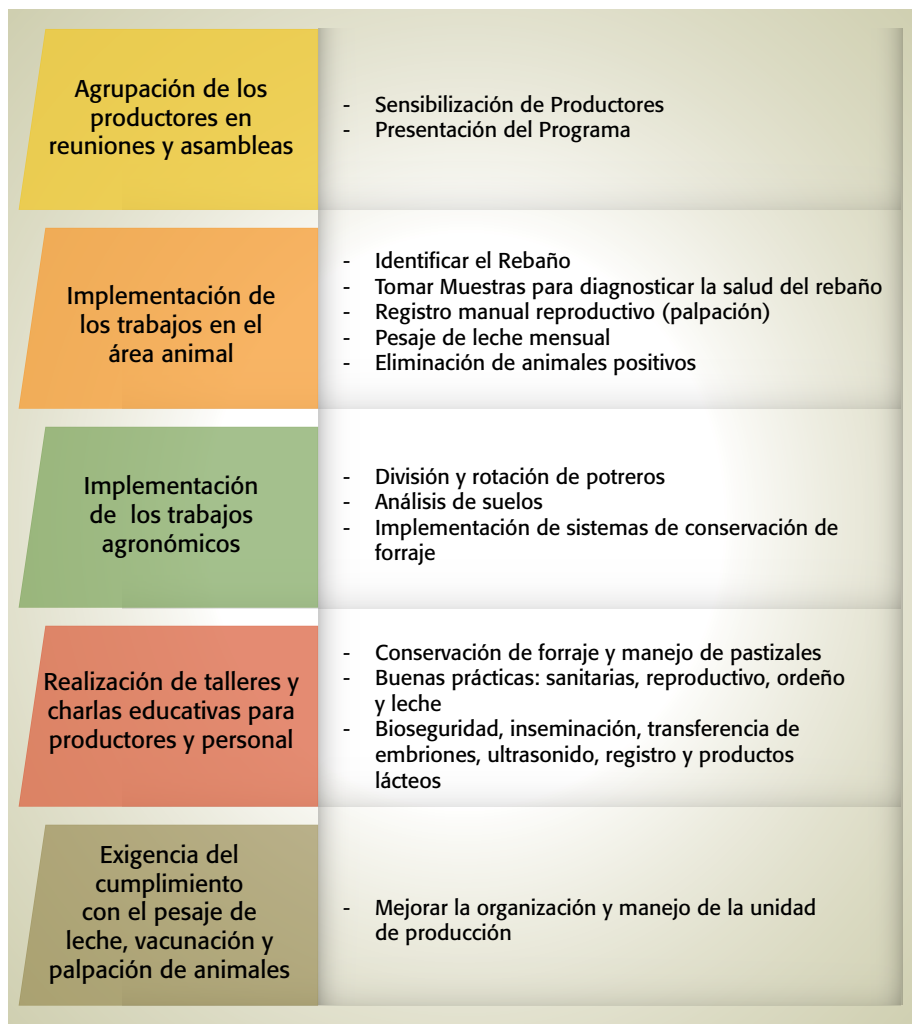 Agrupación de los
productores en
reuniones y asambleas
- Sensibilización de Productores
- Presentación del Programa
Implementación de
los trabajos en el
área animal
- Identificar el Rebaño
- Tomar Muestras para diagnosticar la salud del rebaño
- Registro manual reproductivo (palpación)
- Pesaje de leche mensual
- Eliminación de animales positivos
Implementación
de los trabajos
agronómicos
- División y rotación de potreros
- Análisis de suelos
- Implementación de sistemas de conservación de
forraje
Realización de talleres y
charlas educativas para
productores y personal
- Conservación de forraje y manejo de pastizales
- Buenas prácticas: sanitarias, reproductivo, ordeño
y leche
- Bioseguridad, inseminación, transferencia de
embriones, ultrasonido, registro y productos
lácteos
Exigencia del
cumplimiento
con el pesaje de
leche, vacunación y
palpación de animales
- Mejorar la organización y manejo de la unidad
de producción